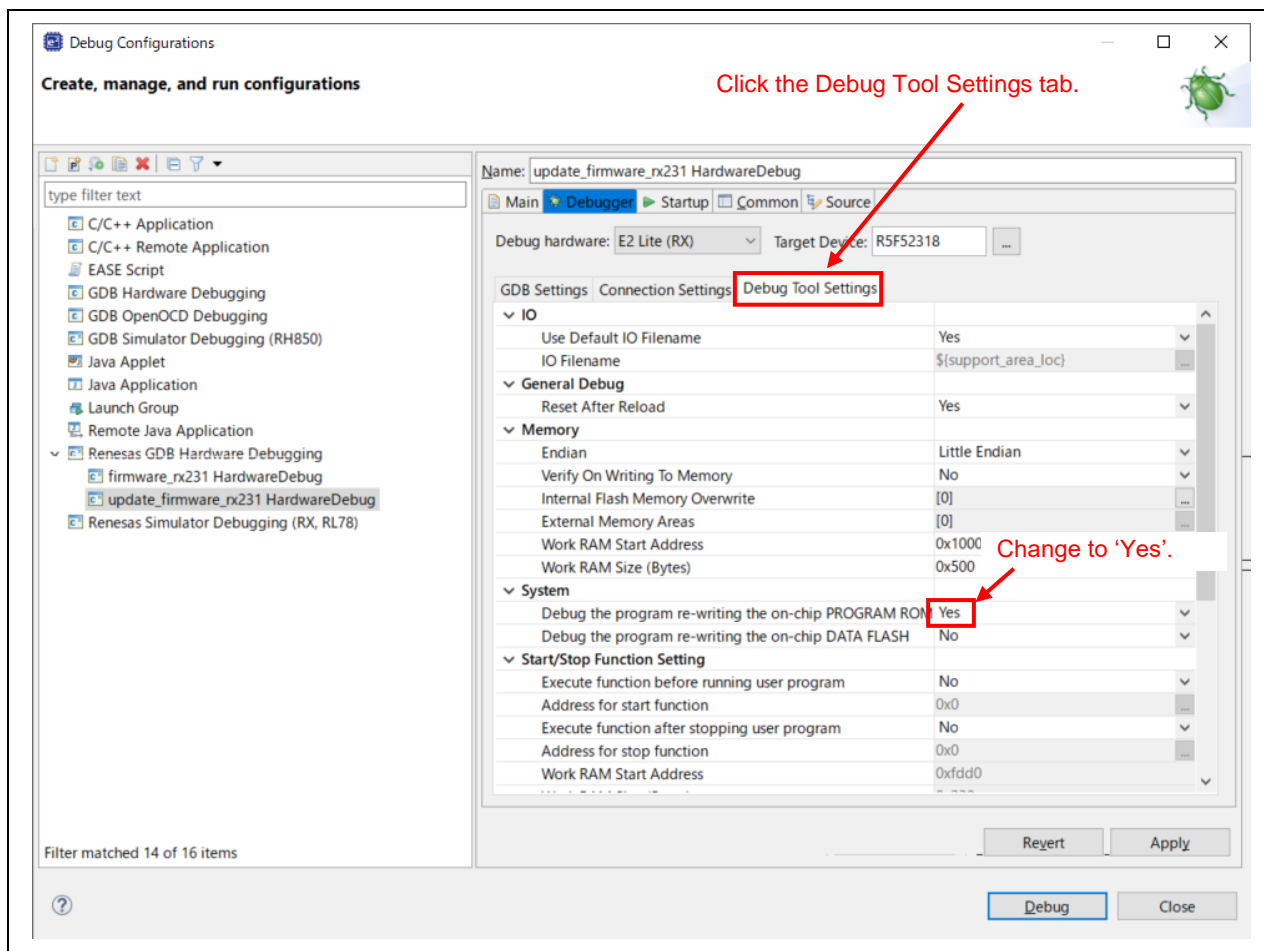 Debug Configurations
Create, manage, and run configurations
Click the Debug Tool Settings tab.
type filter text
C/C++ Application
C/C++ Remote Application
EASE Script
GDB Hardware Debugging
GDB OpenOCD Debugging
GDB Simulator Debugging (RH850)
Java Applet
Java Application
Launch Group
Remote Java Application
Renesas GDB Hardware Debugging
firmware_rx231 HardwareDebug
update_firmware_rx231 HardwareDebug
Renesas Simulator Debugging (RX, RL78)
Filter matched 14 of 16 items
Name: update_firmware_rx231 HardwareDebug
Main Debugger Startup Common Source
Debug hardware: E2 Lite (RX) Target Device: R5F52318 ...
GDB Settings Connection Settings Debug Tool Settings
IO
Use Default IO Filename Yes
IO Filename ${support_area_loc} ...
General Debug
Reset After Reload Yes
Memory
Endian Little Endian
Verify On Writing To Memory No
Internal Flash Memory Overwrite [0] ...
External Memory Areas [0] ...
Work RAM Start Address 0x1000
Change to ‘Yes’.
Work RAM Size (Bytes) 0x500
System
Debug the program re-writing the on-chip PROGRAM ROM Yes
Debug the program re-writing the on-chip DATA FLASH No
Start/Stop Function Setting
Execute function before running user program No
Address for start function 0x0 ...
Execute function after stopping user program No
Address for stop function 0x0 ...
Work RAM Start Address 0xfdd0
Revert Apply
Debug Close